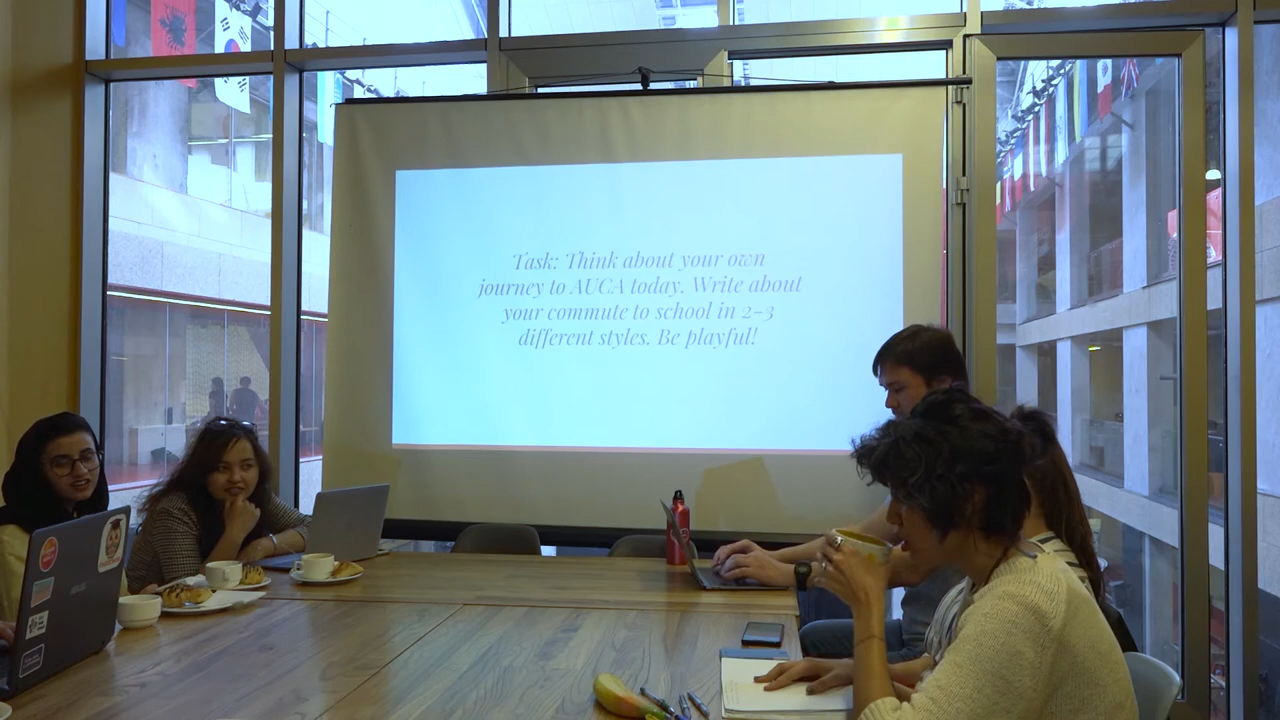 Task: Think about your own
journey to AUCA today. Write about
your commute to school in 2-3
different styles. Be playful!